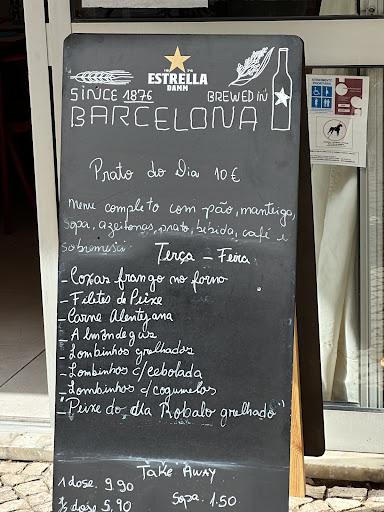 ESTRELLA
DAMM
SINCE 1876 BREWED IN
BARCELONA
Prato do Dia 10€
Menu completo com pão, manteiga,
sopa, azeitonas, prato, bebida, café e
sobremesa
Terça - Feira
- Coxas frango no forno
- Filetes de Peixe
- Carne Alentejana
- Almondegas
- Lombinhos grelhados
- Lombinhos c/cebolada
- Lombinhos c/cogumelos
"Peixe do dia Robalo grelhado"
TAKE AWAY
1 dose. 9.90 Sopa. 1.50
1/2 dose 5,90